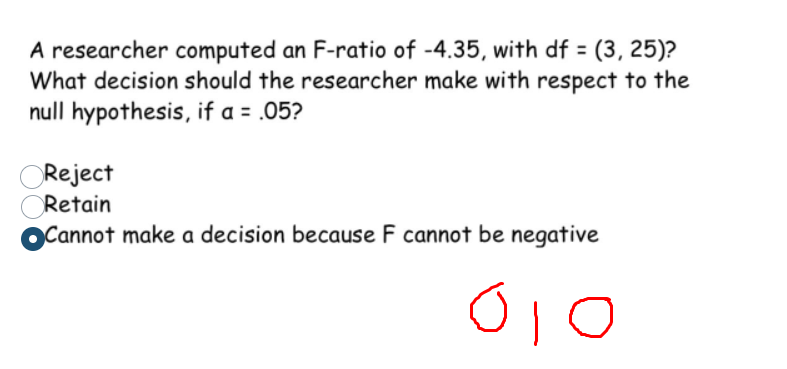 A researcher computed an F-ratio of -4.35, with df = (3, 25)?
What decision should the researcher make with respect to the
null hypothesis, if α = .05?
Reject
Retain
Cannot make a decision because F cannot be negative
0 1 0